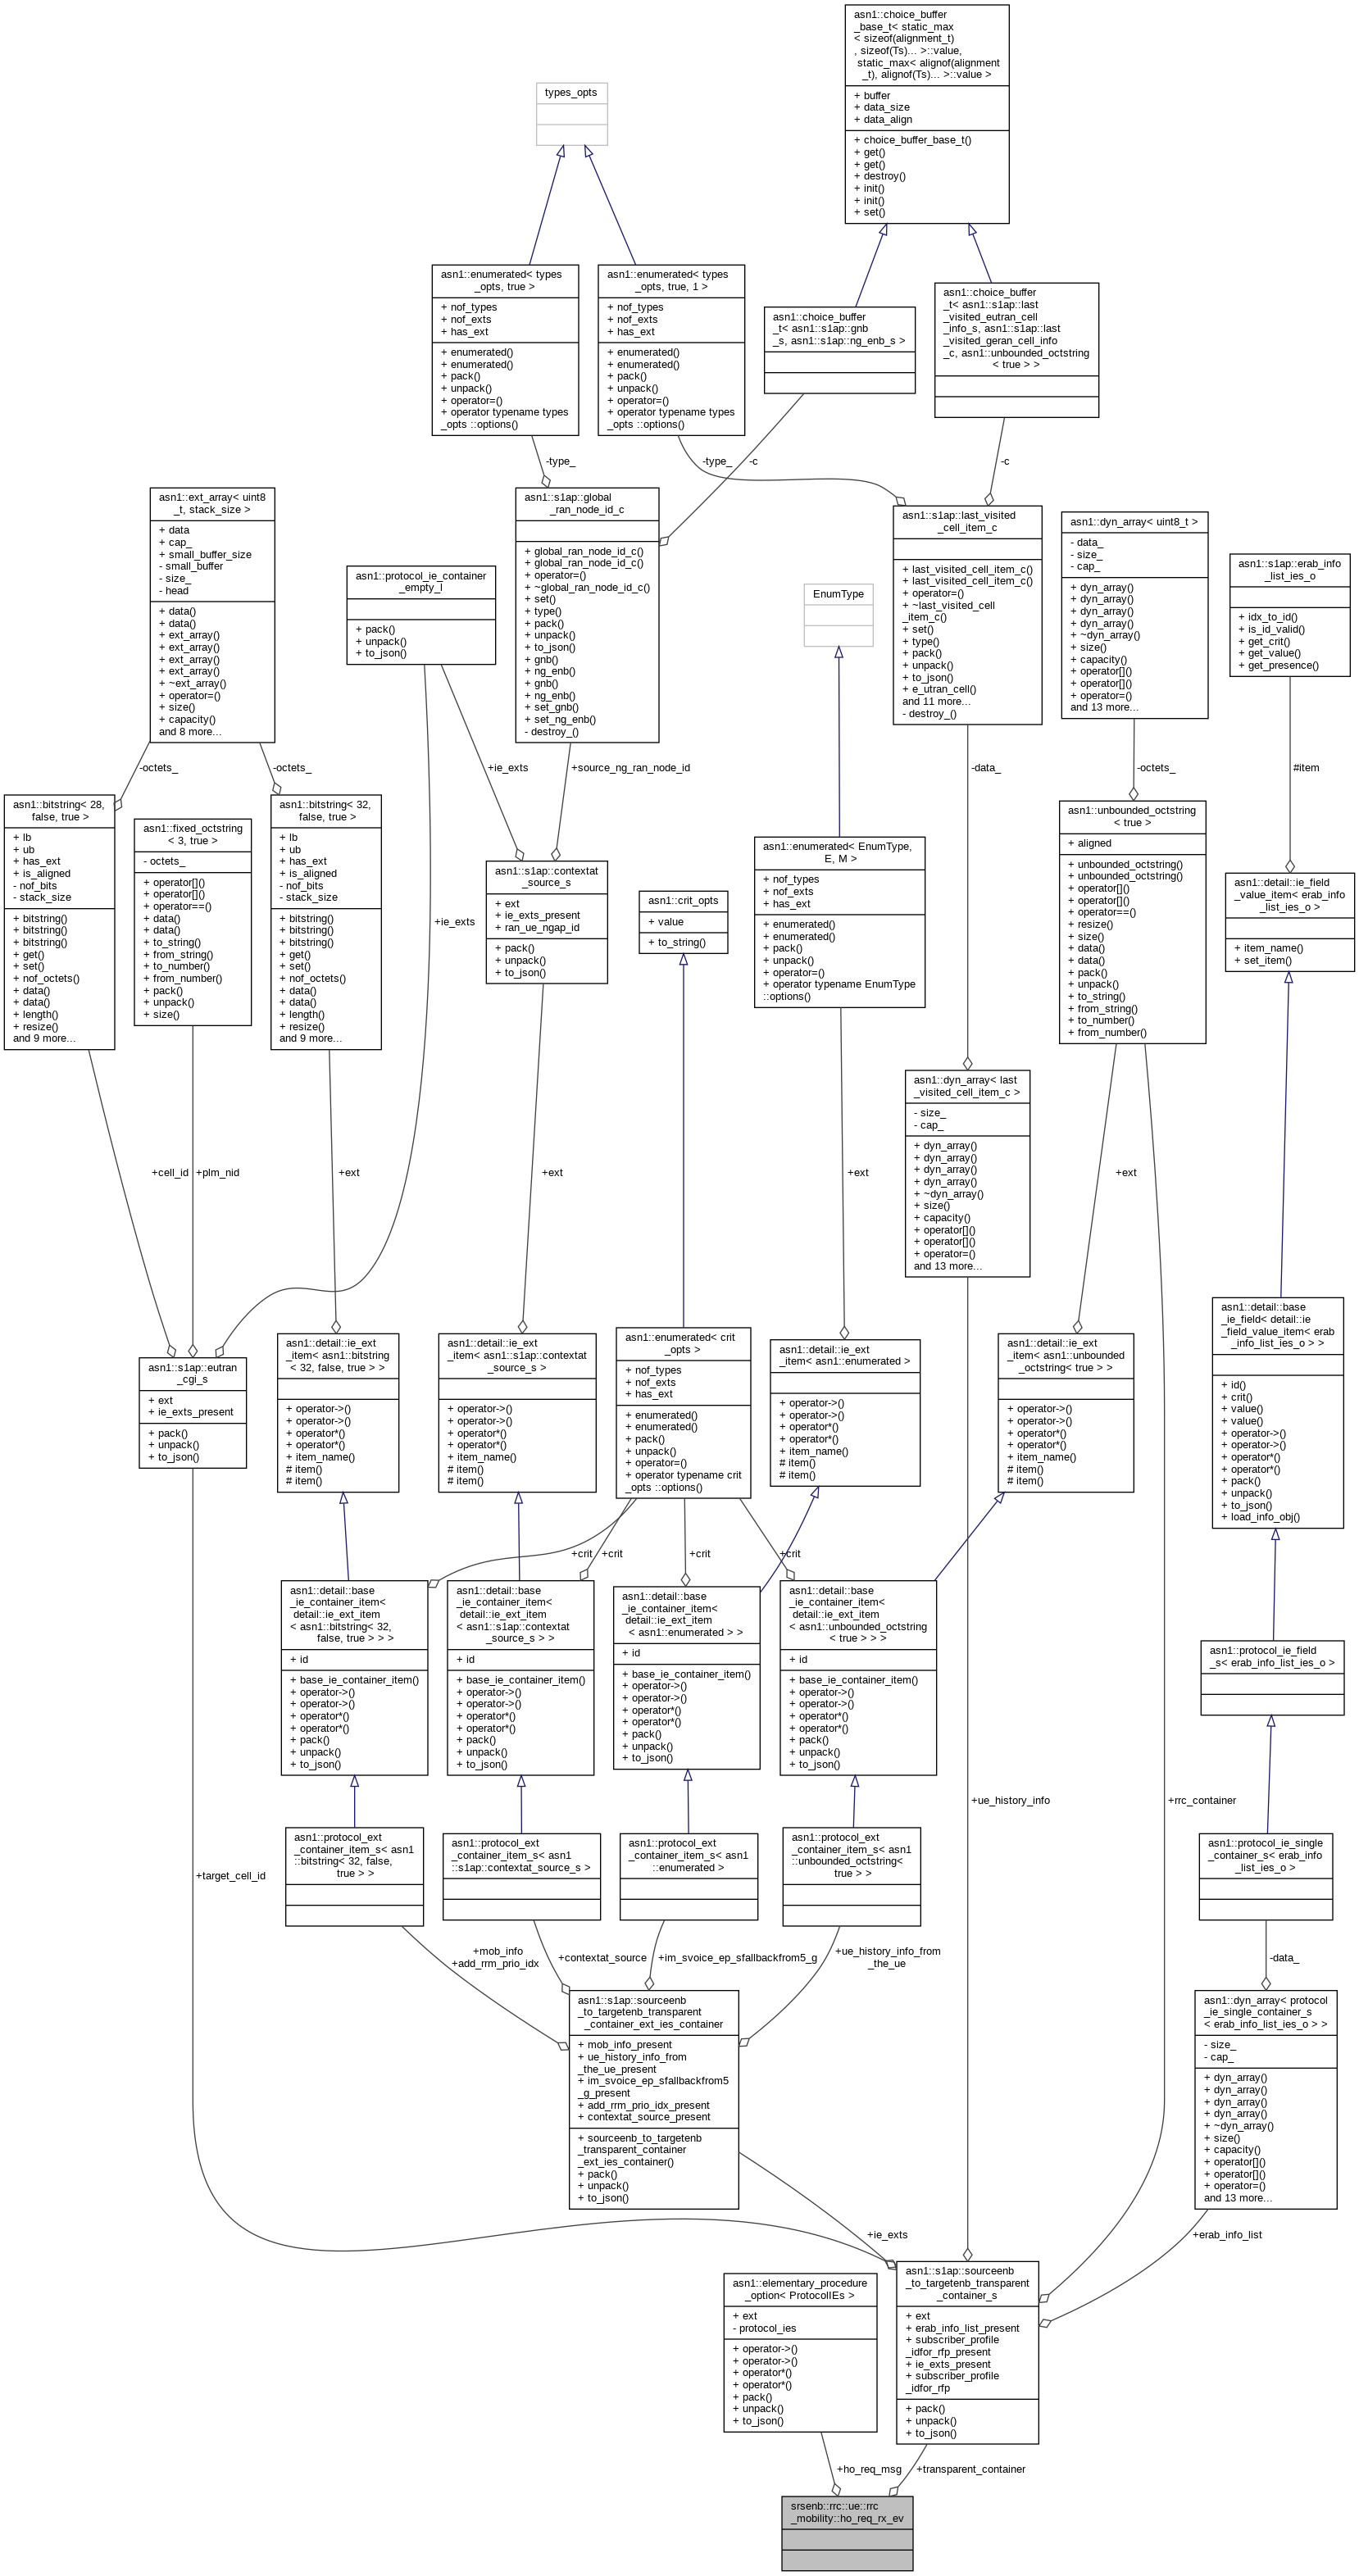 asn1::choice_buffer
_base_t< static_max
< sizeof(alignment_t)
, sizeof(Ts)... >::value,
static_max< alignof(alignment
_t), alignof(Ts)... >::value >
+ buffer
+ data_size
+ data_align
+ choice_buffer_base_t()
+ get()
+ get()
+ destroy()
+ init()
+ init()
+ set()
types_opts
asn1::enumerated< types
_opts, true >
+ nof_types
+ nof_exts
+ has_ext
+ enumerated()
+ enumerated()
+ pack()
+ unpack()
+ operator=()
+ operator typename types
_opts ::options()
asn1::enumerated< types
_opts, true, 1 >
+ nof_types
+ nof_exts
+ has_ext
+ enumerated()
+ enumerated()
+ pack()
+ unpack()
+ operator=()
+ operator typename types
_opts ::options()
asn1::choice_buffer
_t< asn1::s1ap::gnb
_s, asn1::s1ap::ng_enb_s >
asn1::choice_buffer
_t< asn1::s1ap::last
_visited_eutran_cell
_info_s, asn1::s1ap::last
_visited_geran_cell_info
_c, asn1::unbounded_octstring
< true > >
-type_
-type_
-c
-c
asn1::ext_array< uint8
_t, stack_size >
+ data
+ cap_
+ small_buffer_size
- small_buffer
- size_
- head
+ data()
+ data()
+ ext_array()
+ ext_array()
+ ext_array()
+ ext_array()
+ ~ext_array()
+ operator=()
+ size()
+ capacity()
and 8 more...
asn1::protocol_ie_container
_empty_l
+ pack()
+ unpack()
+ to_json()
asn1::s1ap::global
_ran_node_id_c
+ global_ran_node_id_c()
+ global_ran_node_id_c()
+ operator=()
+ ~global_ran_node_id_c()
+ set()
+ type()
+ pack()
+ unpack()
+ to_json()
+ gnb()
+ ng_enb()
+ gnb()
+ ng_enb()
+ set_gnb()
+ set_ng_enb()
- destroy_()
EnumType
asn1::s1ap::last_visited
_cell_item_c
+ last_visited_cell_item_c()
+ last_visited_cell_item_c()
+ operator=()
+ ~last_visited_cell
_item_c()
+ set()
+ type()
+ pack()
+ unpack()
+ to_json()
+ e_utran_cell()
and 11 more...
- destroy_()
asn1::dyn_array< uint8_t >
- data_
- size_
- cap_
+ dyn_array()
+ dyn_array()
+ dyn_array()
+ dyn_array()
+ ~dyn_array()
+ size()
+ capacity()
+ operator[]()
+ operator[]()
+ operator=()
and 13 more...
asn1::s1ap::erab_info
_list_ies_o
+ idx_to_id()
+ is_id_valid()
+ get_crit()
+ get_value()
+ get_presence()
-octets_
-octets_
+ie_exts
+source_ng_ran_node_id
-data_
-octets_
#item
asn1::bitstring< 28,
false, true >
+ lb
+ ub
+ has_ext
+ is_aligned
- nof_bits
- stack_size
+ bitstring()
+ bitstring()
+ bitstring()
+ get()
+ set()
+ nof_octets()
+ data()
+ data()
+ length()
+ resize()
and 9 more...
asn1::fixed_octstring
< 3, true >
- octets_
+ operator[]()
+ operator[]()
+ operator==()
+ data()
+ data()
+ to_string()
+ from_string()
+ to_number()
+ from_number()
+ pack()
+ unpack()
+ size()
asn1::bitstring< 32,
false, true >
+ lb
+ ub
+ has_ext
+ is_aligned
- nof_bits
- stack_size
+ bitstring()
+ bitstring()
+ bitstring()
+ get()
+ set()
+ nof_octets()
+ data()
+ data()
+ length()
+ resize()
and 9 more...
+ie_exts
asn1::s1ap::contextat
_source_s
+ ext
+ ie_exts_present
+ ran_ue_ngap_id
+ pack()
+ unpack()
+ to_json()
asn1::crit_opts
+ value
+ to_string()
asn1::enumerated< EnumType,
E, M >
+ nof_types
+ nof_exts
+ has_ext
+ enumerated()
+ enumerated()
+ pack()
+ unpack()
+ operator=()
+ operator typename EnumType
::options()
asn1::unbounded_octstring
< true >
+ aligned
+ unbounded_octstring()
+ unbounded_octstring()
+ operator[]()
+ operator[]()
+ operator==()
+ resize()
+ size()
+ data()
+ data()
+ pack()
+ unpack()
+ to_string()
+ from_string()
+ to_number()
+ from_number()
asn1::detail::ie_field
_value_item< erab_info
_list_ies_o >
+ item_name()
+ set_item()
asn1::dyn_array< last
_visited_cell_item_c >
- size_
- cap_
+ dyn_array()
+ dyn_array()
+ dyn_array()
+ dyn_array()
+ ~dyn_array()
+ size()
+ capacity()
+ operator[]()
+ operator[]()
+ operator=()
and 13 more...
+cell_id
+plm_nid
+ext
+ext
+ext
+ext
asn1::s1ap::eutran
_cgi_s
+ ext
+ ie_exts_present
+ pack()
+ unpack()
+ to_json()
asn1::detail::ie_ext
_item< asn1::bitstring
< 32, false, true > >
+ operator->()
+ operator->()
+ operator*()
+ operator*()
+ item_name()
# item()
# item()
asn1::detail::ie_ext
_item< asn1::s1ap::contextat
_source_s >
+ operator->()
+ operator->()
+ operator*()
+ operator*()
+ item_name()
# item()
# item()
asn1::enumerated< crit
_opts >
+ nof_types
+ nof_exts
+ has_ext
+ enumerated()
+ enumerated()
+ pack()
+ unpack()
+ operator=()
+ operator typename crit
_opts ::options()
asn1::detail::ie_ext
_item< asn1::enumerated >
+ operator->()
+ operator->()
+ operator*()
+ operator*()
+ item_name()
# item()
# item()
asn1::detail::ie_ext
_item< asn1::unbounded
_octstring< true > >
+ operator->()
+ operator->()
+ operator*()
+ operator*()
+ item_name()
# item()
# item()
asn1::detail::base
_ie_field< detail::ie
_field_value_item< erab
_info_list_ies_o > >
+ id()
+ crit()
+ value()
+ value()
+ operator->()
+ operator->()
+ operator*()
+ operator*()
+ pack()
+ unpack()
+ to_json()
+ load_info_obj()
+crit
+crit
+crit
+crit
asn1::detail::base
_ie_container_item<
detail::ie_ext_item
< asn1::bitstring< 32,
false, true > > >
+ id
+ base_ie_container_item()
+ operator->()
+ operator->()
+ operator*()
+ operator*()
+ pack()
+ unpack()
+ to_json()
asn1::detail::base
_ie_container_item<
detail::ie_ext_item
< asn1::s1ap::contextat
_source_s > >
+ id
+ base_ie_container_item()
+ operator->()
+ operator->()
+ operator*()
+ operator*()
+ pack()
+ unpack()
+ to_json()
asn1::detail::base
_ie_container_item<
detail::ie_ext_item
< asn1::enumerated > >
+ id
+ base_ie_container_item()
+ operator->()
+ operator->()
+ operator*()
+ operator*()
+ pack()
+ unpack()
+ to_json()
asn1::detail::base
_ie_container_item<
detail::ie_ext_item
< asn1::unbounded_octstring
< true > > >
+ id
+ base_ie_container_item()
+ operator->()
+ operator->()
+ operator*()
+ operator*()
+ pack()
+ unpack()
+ to_json()
asn1::protocol_ie_field
_s< erab_info_list_ies_o >
+target_cell_id
+ue_history_info
+rrc_container
asn1::protocol_ext
_container_item_s< asn1
::bitstring< 32, false,
true > >
asn1::protocol_ext
_container_item_s< asn1
::s1ap::contextat_source_s >
asn1::protocol_ext
_container_item_s< asn1
::enumerated >
asn1::protocol_ext
_container_item_s< asn1
::unbounded_octstring<
true > >
asn1::protocol_ie_single
_container_s< erab_info
_list_ies_o >
+mob_info
+add_rrm_prio_idx
+contextat_source
+im_svoice_ep_sfallbackfrom5_g
+ue_history_info_from
_the_ue
-data_
asn1::s1ap::sourceenb
_to_targetenb_transparent
_container_ext_ies_container
+ mob_info_present
+ ue_history_info_from
_the_ue_present
+ im_svoice_ep_sfallbackfrom5
_g_present
+ add_rrm_prio_idx_present
+ contextat_source_present
+ sourceenb_to_targetenb
_transparent_container
_ext_ies_container()
+ pack()
+ unpack()
+ to_json()
asn1::dyn_array< protocol
_ie_single_container_s
< erab_info_list_ies_o > >
- size_
- cap_
+ dyn_array()
+ dyn_array()
+ dyn_array()
+ dyn_array()
+ ~dyn_array()
+ size()
+ capacity()
+ operator[]()
+ operator[]()
+ operator=()
and 13 more...
+ie_exts
+erab_info_list
asn1::elementary_procedure
_option< ProtocolIEs >
+ ext
- protocol_ies
+ operator->()
+ operator->()
+ operator*()
+ operator*()
+ pack()
+ unpack()
+ to_json()
asn1::s1ap::sourceenb
_to_targetenb_transparent
_container_s
+ ext
+ erab_info_list_present
+ subscriber_profile
_idfor_rfp_present
+ ie_exts_present
+ subscriber_profile
_idfor_rfp
+ pack()
+ unpack()
+ to_json()
+ho_req_msg
+transparent_container
srsenb::rrc::ue::rrc
_mobility::ho_req_rx_ev